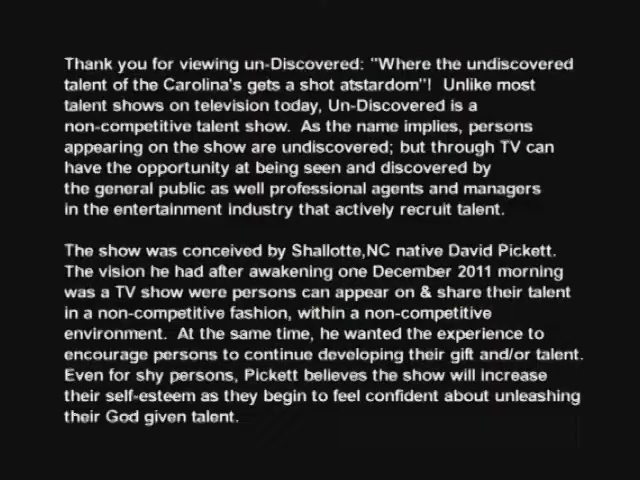 Thank you for viewing un-Discovered: "Where the undiscovered
talent of the Carolina's gets a shot atstardom"!  Unlike most
talent shows on television today, Un-Discovered is a
non-competitive talent show.  As the name implies, persons
appearing on the show are undiscovered; but through TV can
have the opportunity at being seen and discovered by
the general public as well professional agents and managers
in the entertainment industry that actively recruit talent.

The show was conceived by Shallotte,NC native David Pickett.
The vision he had after awakening one December 2011 morning
was a TV show were persons can appear on & share their talent
in a non-competitive fashion, within a non-competitive
environment.  At the same time, he wanted the experience to
encourage persons to continue developing their gift and/or talent.
Even for shy persons, Pickett believes the show will increase
their self-esteem as they begin to feel confident about unleashing
their God given talent.